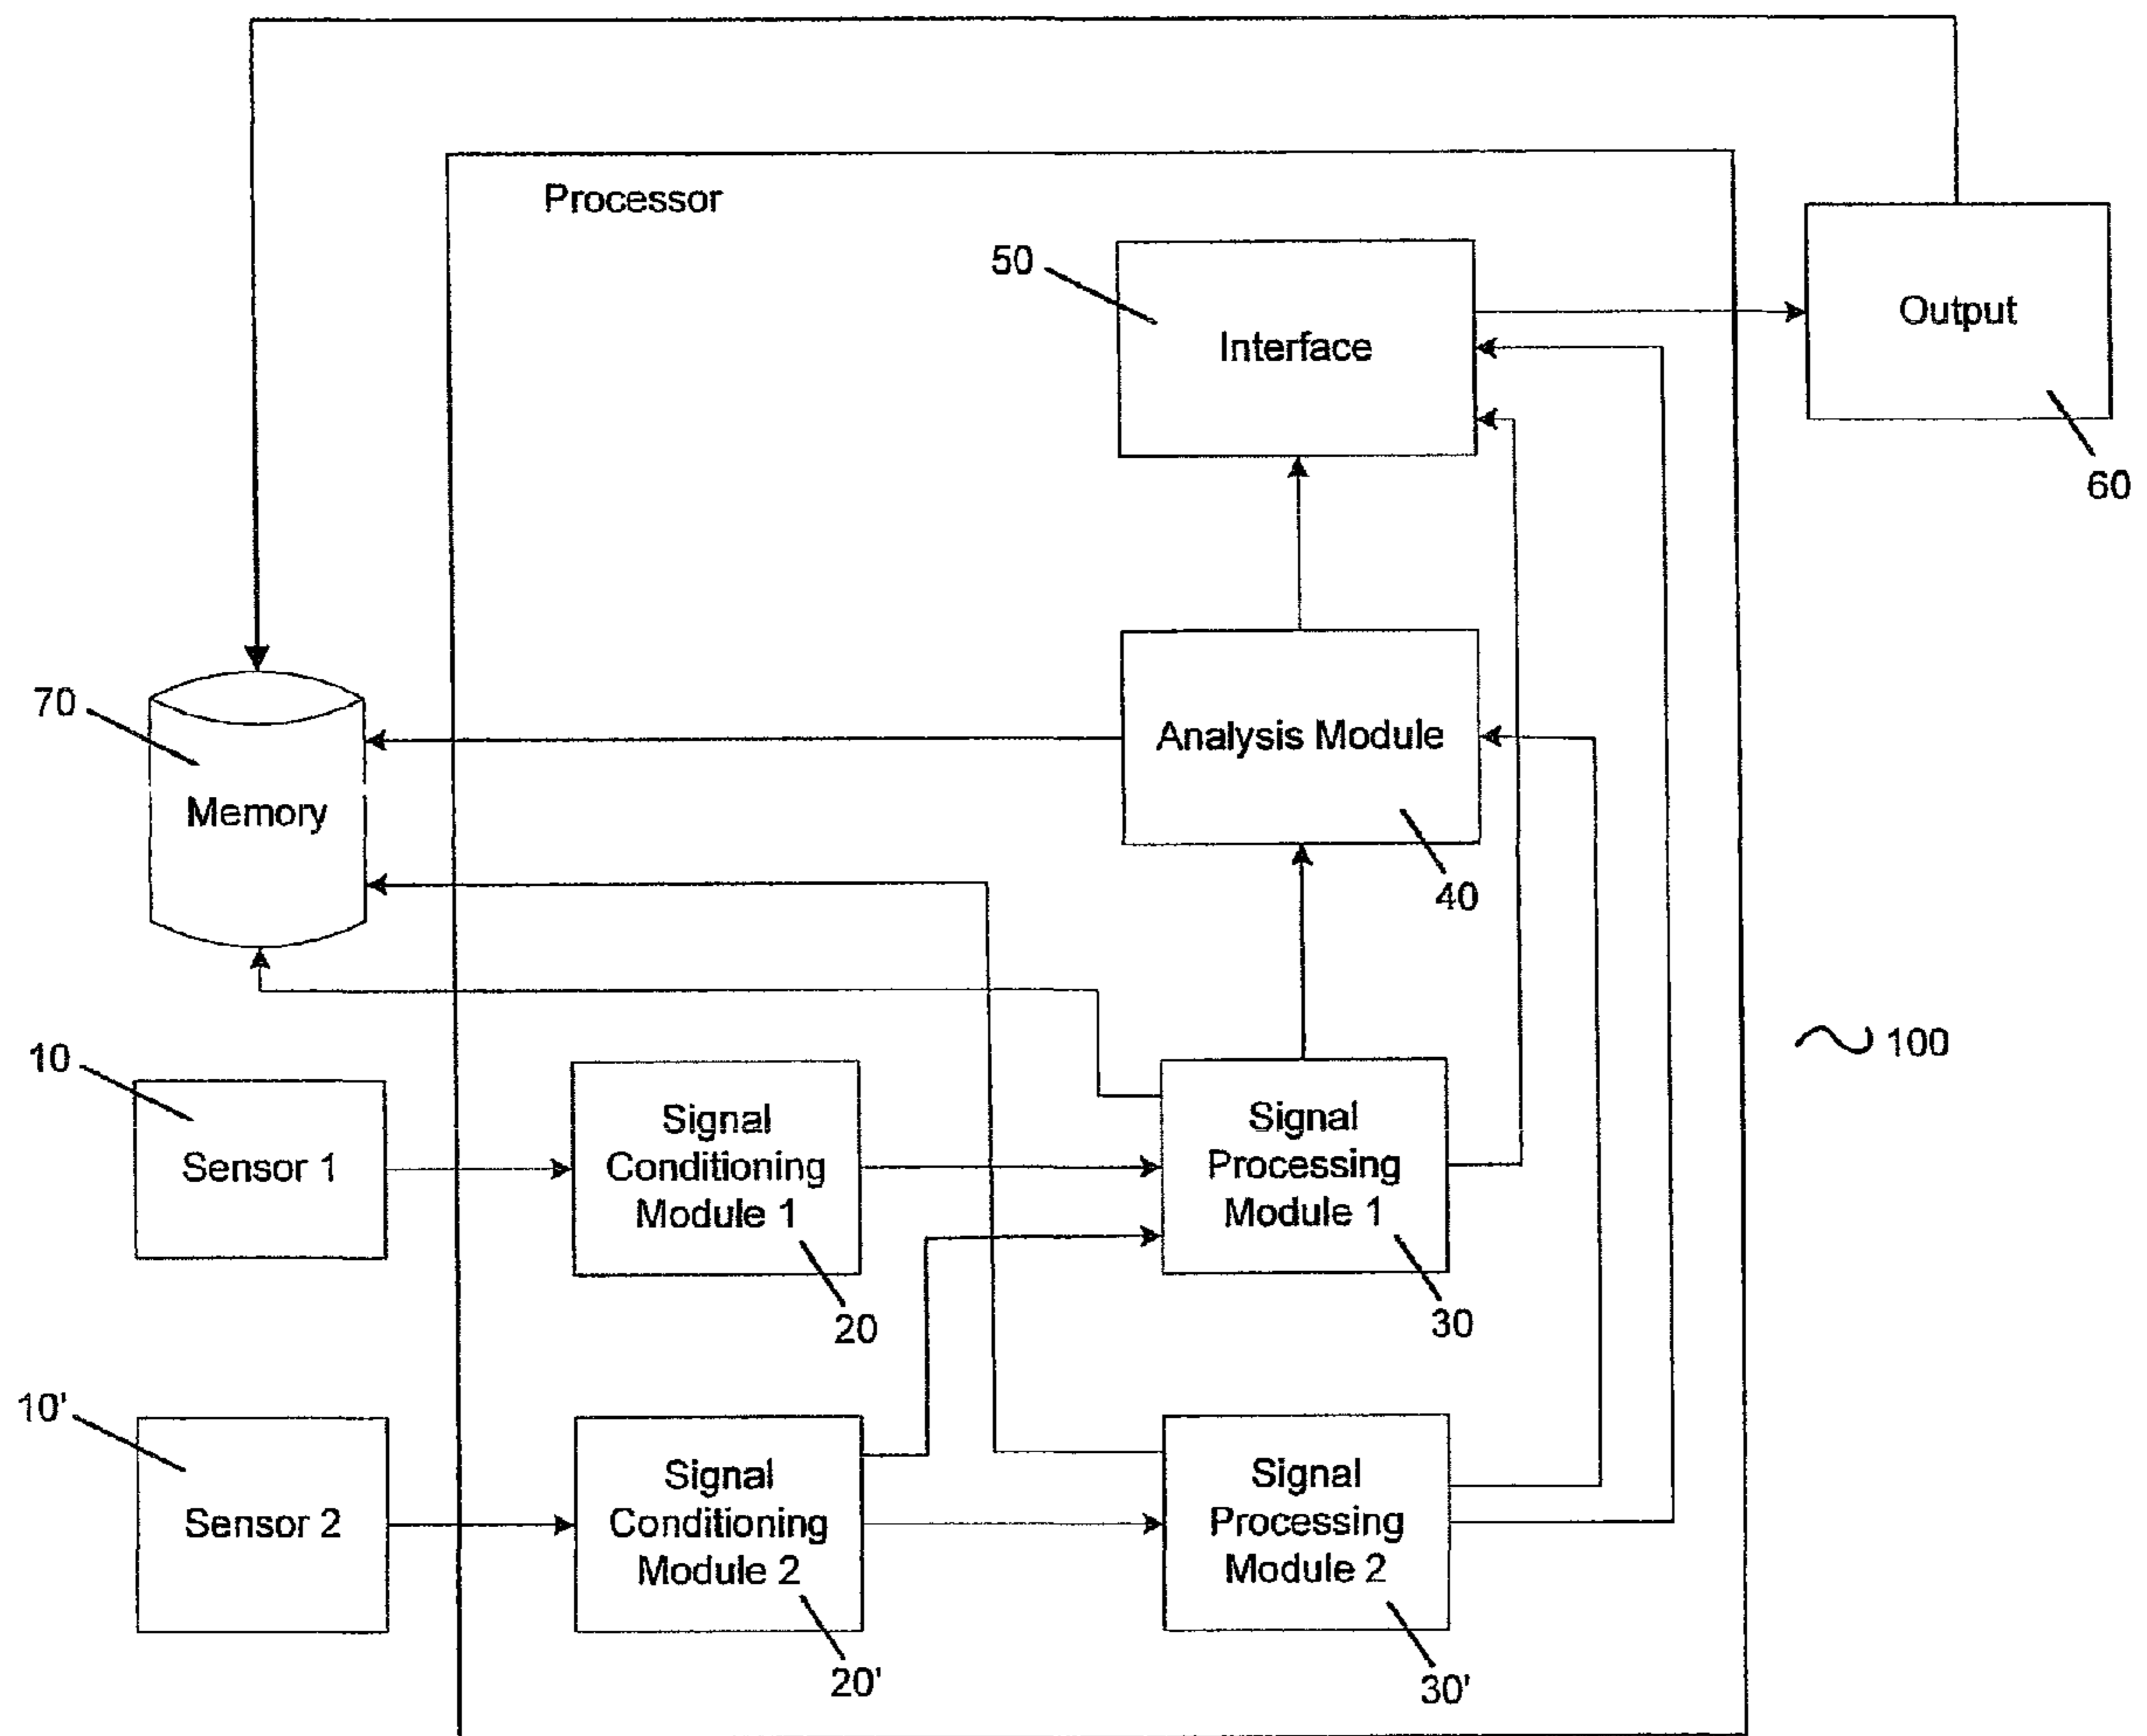 Processor
50
Interface
Output
60
70
Memory
Analysis Module
40
100
10
Sensor 1
Signal
Conditioning
Module 1
20
Signal
Processing
Module 1
30
10'
Sensor 2
Signal
Conditioning
Module 2
20'
Signal
Processing
Module 2
30'